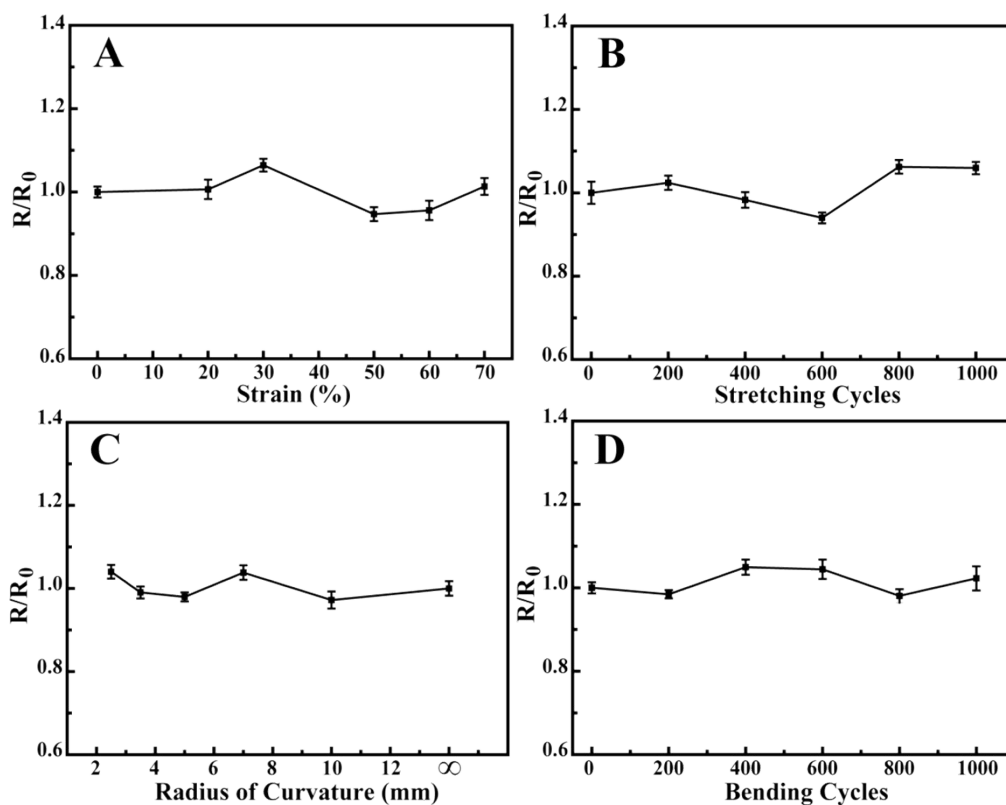 A
R/R0
1.4
1.2
1.0
0.8
0.6
0 10 20 30 40 50 60 70
Strain (%)
B
R/R0
1.4
1.2
1.0
0.8
0.6
0 200 400 600 800 1000
Stretching Cycles
C
R/R0
1.4
1.2
1.0
0.8
0.6
2 4 6 8 10 12 ∞
Radius of Curvature (mm)
D
R/R0
1.4
1.2
1.0
0.8
0.6
0 200 400 600 800 1000
Bending Cycles